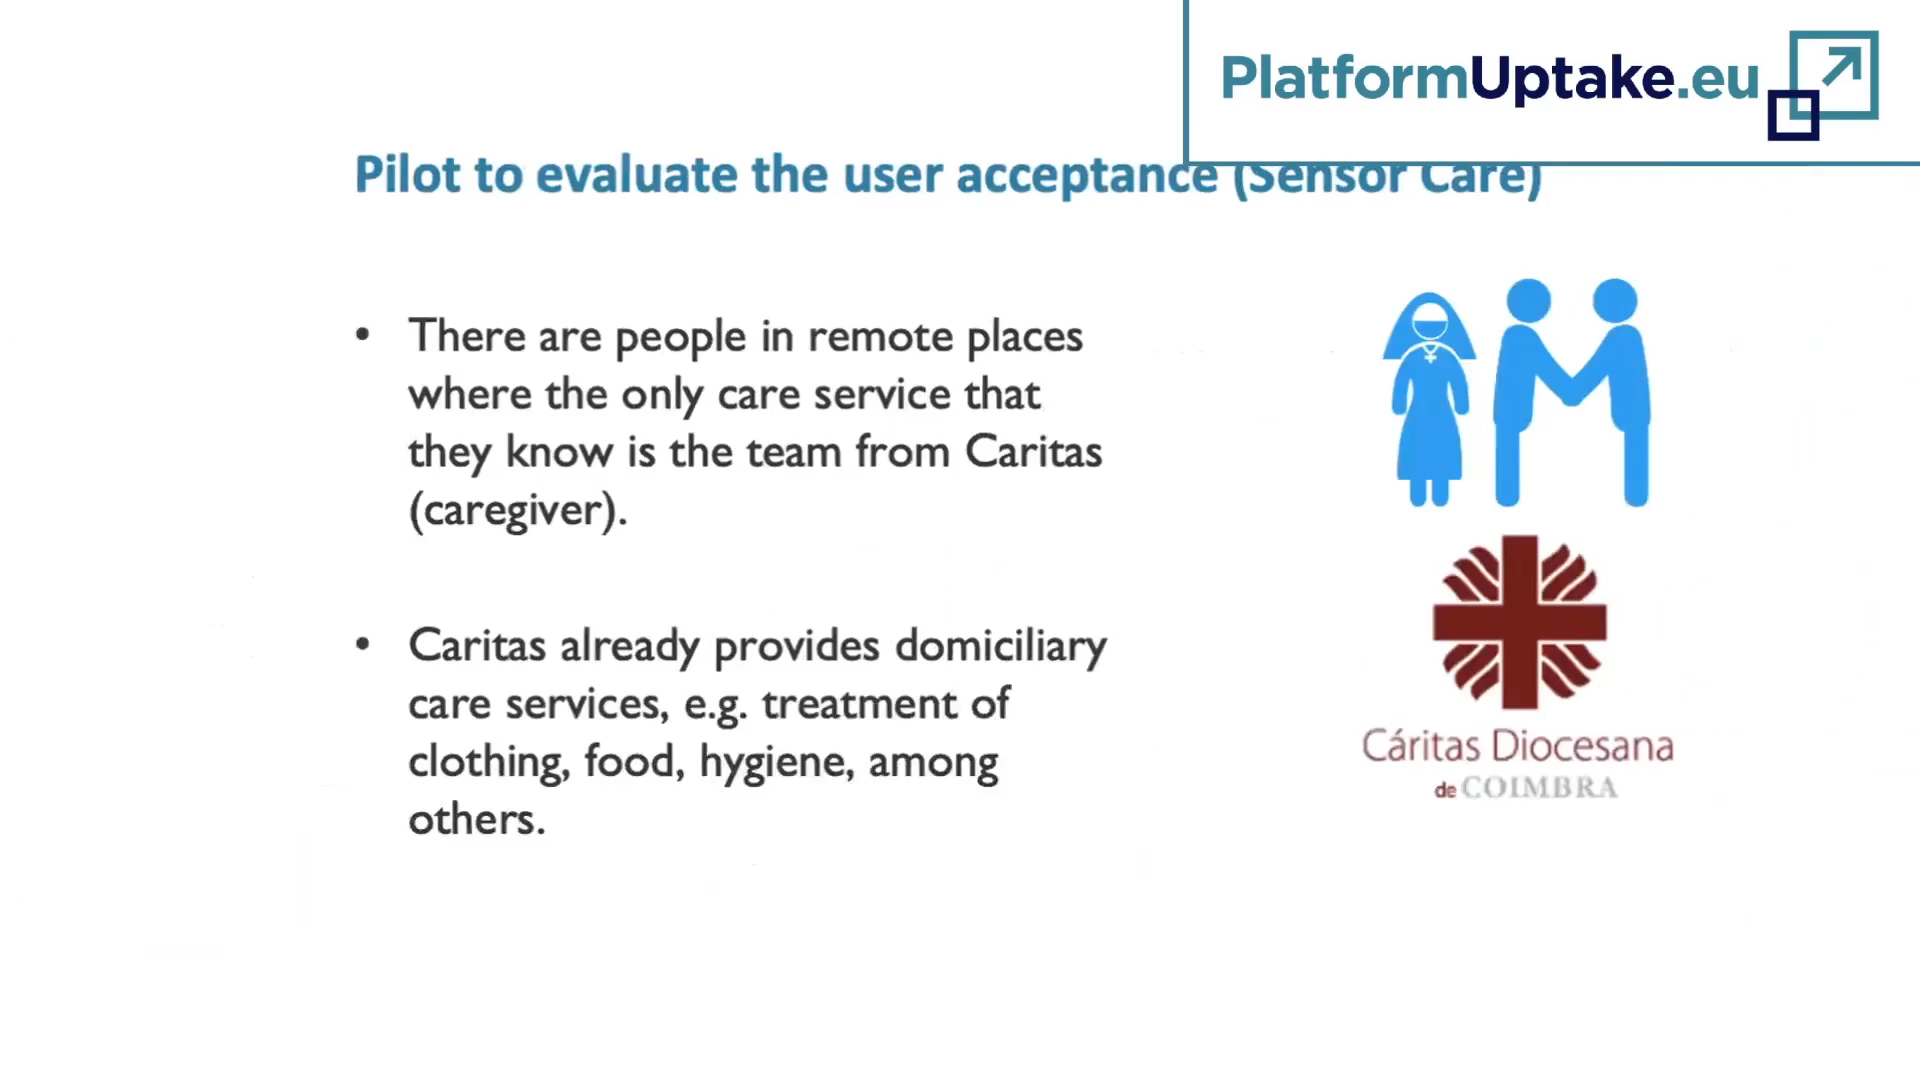 PlatformUptake.eu
Pilot to evaluate the user acceptance (Sensor Care)
• There are people in remote places
where the only care service that
they know is the team from Caritas
(caregiver).
• Caritas already provides domiciliary
care services, e.g. treatment of
clothing, food, hygiene, among
others.
Cáritas Diocesana
de COIMBRA